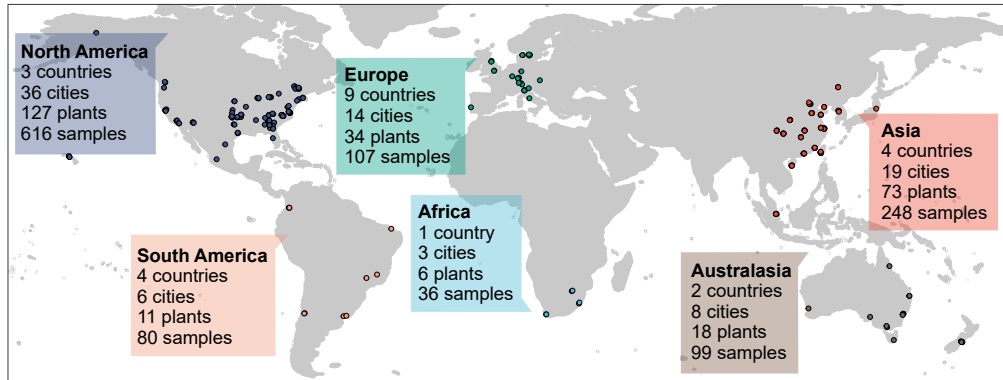 North America
3 countries
36 cities
127 plants
616 samples
Europe
9 countries
14 cities
34 plants
107 samples
Asia
4 countries
19 cities
73 plants
248 samples
Africa
1 country
3 cities
6 plants
36 samples
South America
4 countries
6 cities
11 plants
80 samples
Australasia
2 countries
8 cities
18 plants
99 samples